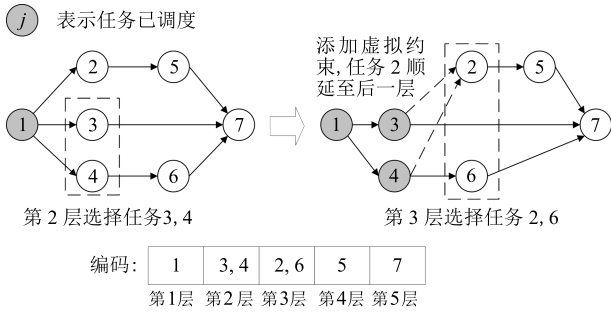 j 表示任务已调度
添加虚拟约
束,任务 2 顺
延至后一层
2 5
1 3 7
4 6
2 5
1 3 7
4 6
第 2 层选择任务3, 4
第 3 层选择任务 2, 6
编码: 1 3, 4 2, 6 5 7
第1层 第2层 第3层 第4层 第5层